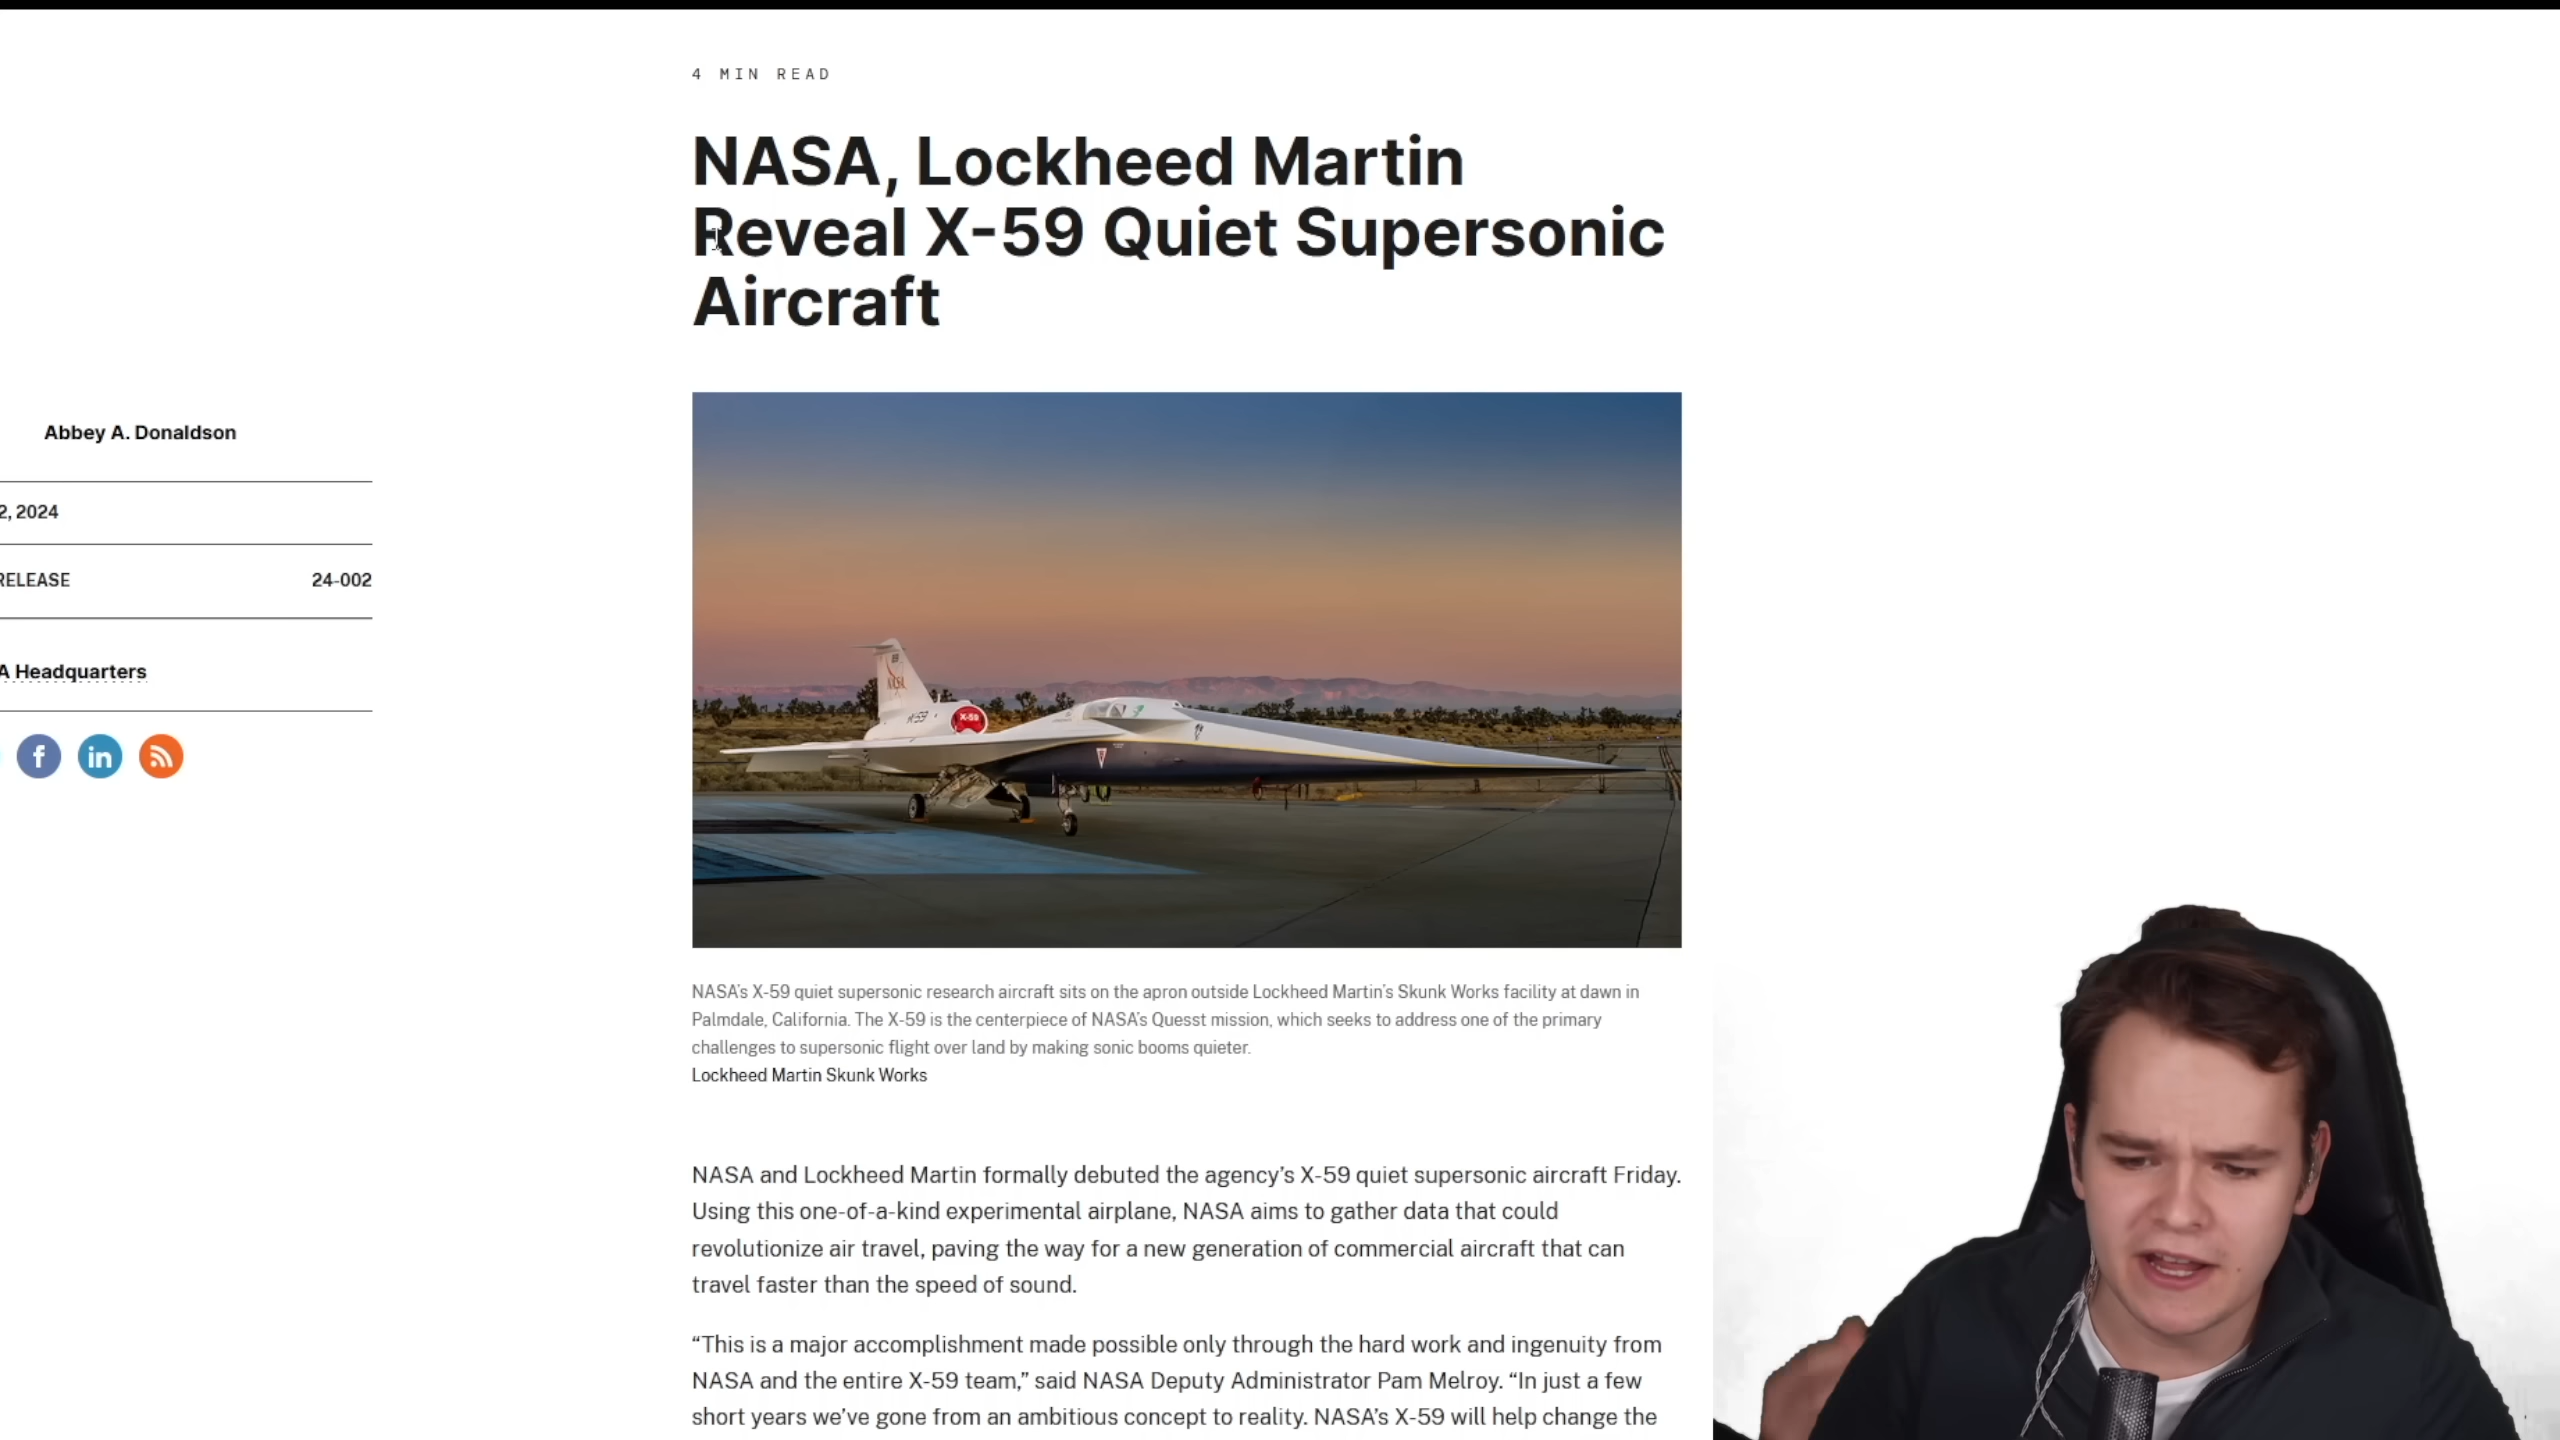 4 MIN READ
NASA, Lockheed Martin
Reveal X-59 Quiet Supersonic
Aircraft
Abbey A. Donaldson
2, 2024
RELEASE 24-002
A Headquarters
f
in
NASA
X-59
X-59
NASA’s X-59 quiet supersonic research aircraft sits on the apron outside Lockheed Martin’s Skunk Works facility at dawn in
Palmdale, California. The X-59 is the centerpiece of NASA’s Quesst mission, which seeks to address one of the primary
challenges to supersonic flight over land by making sonic booms quieter.
Lockheed Martin Skunk Works
NASA and Lockheed Martin formally debuted the agency’s X-59 quiet supersonic aircraft Friday.
Using this one-of-a-kind experimental airplane, NASA aims to gather data that could
revolutionize air travel, paving the way for a new generation of commercial aircraft that can
travel faster than the speed of sound.
“This is a major accomplishment made possible only through the hard work and ingenuity from
NASA and the entire X-59 team,” said NASA Deputy Administrator Pam Melroy. “In just a few
short years we’ve gone from an ambitious concept to reality. NASA’s X-59 will help change the